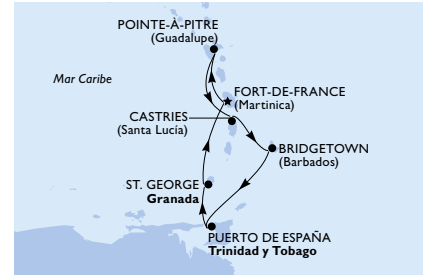 POINTE-À-PITRE
(Guadalupe)
Mar Caribe
FORT-DE-FRANCE
(Martinica)
CASTRIES
(Santa Lucía)
BRIDGETOWN
(Barbados)
ST. GEORGE
Granada
PUERTO DE ESPAÑA
Trinidad y Tobago